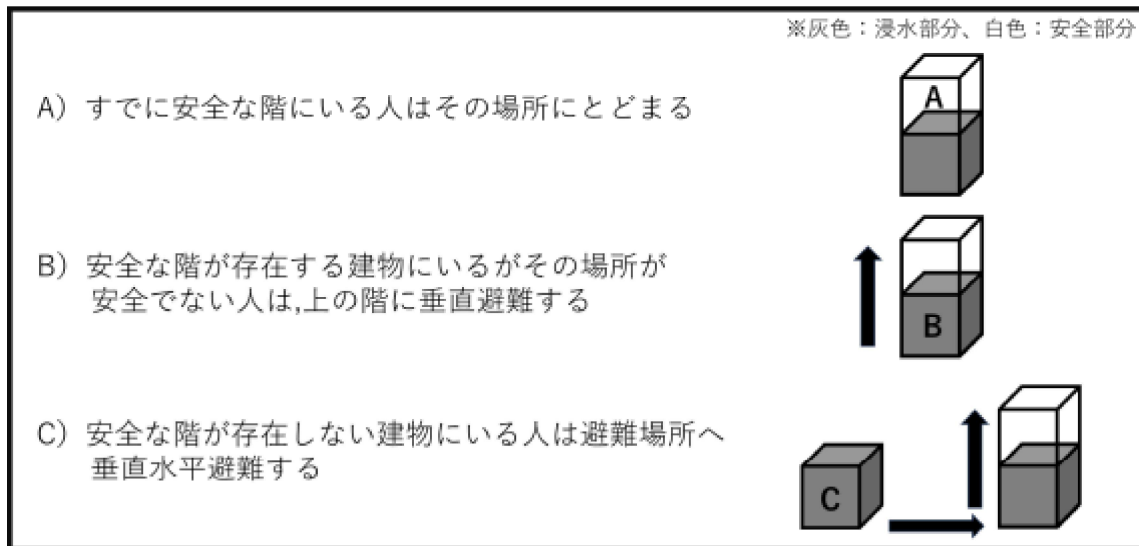 ※灰色：浸水部分、白色：安全部分
A）すでに安全な階にいる人はその場所にとどまる
A
B）安全な階が存在する建物にいるがその場所が
安全でない人は,上の階に垂直避難する
B
C）安全な階が存在しない建物にいる人は避難場所へ
垂直水平避難する
C